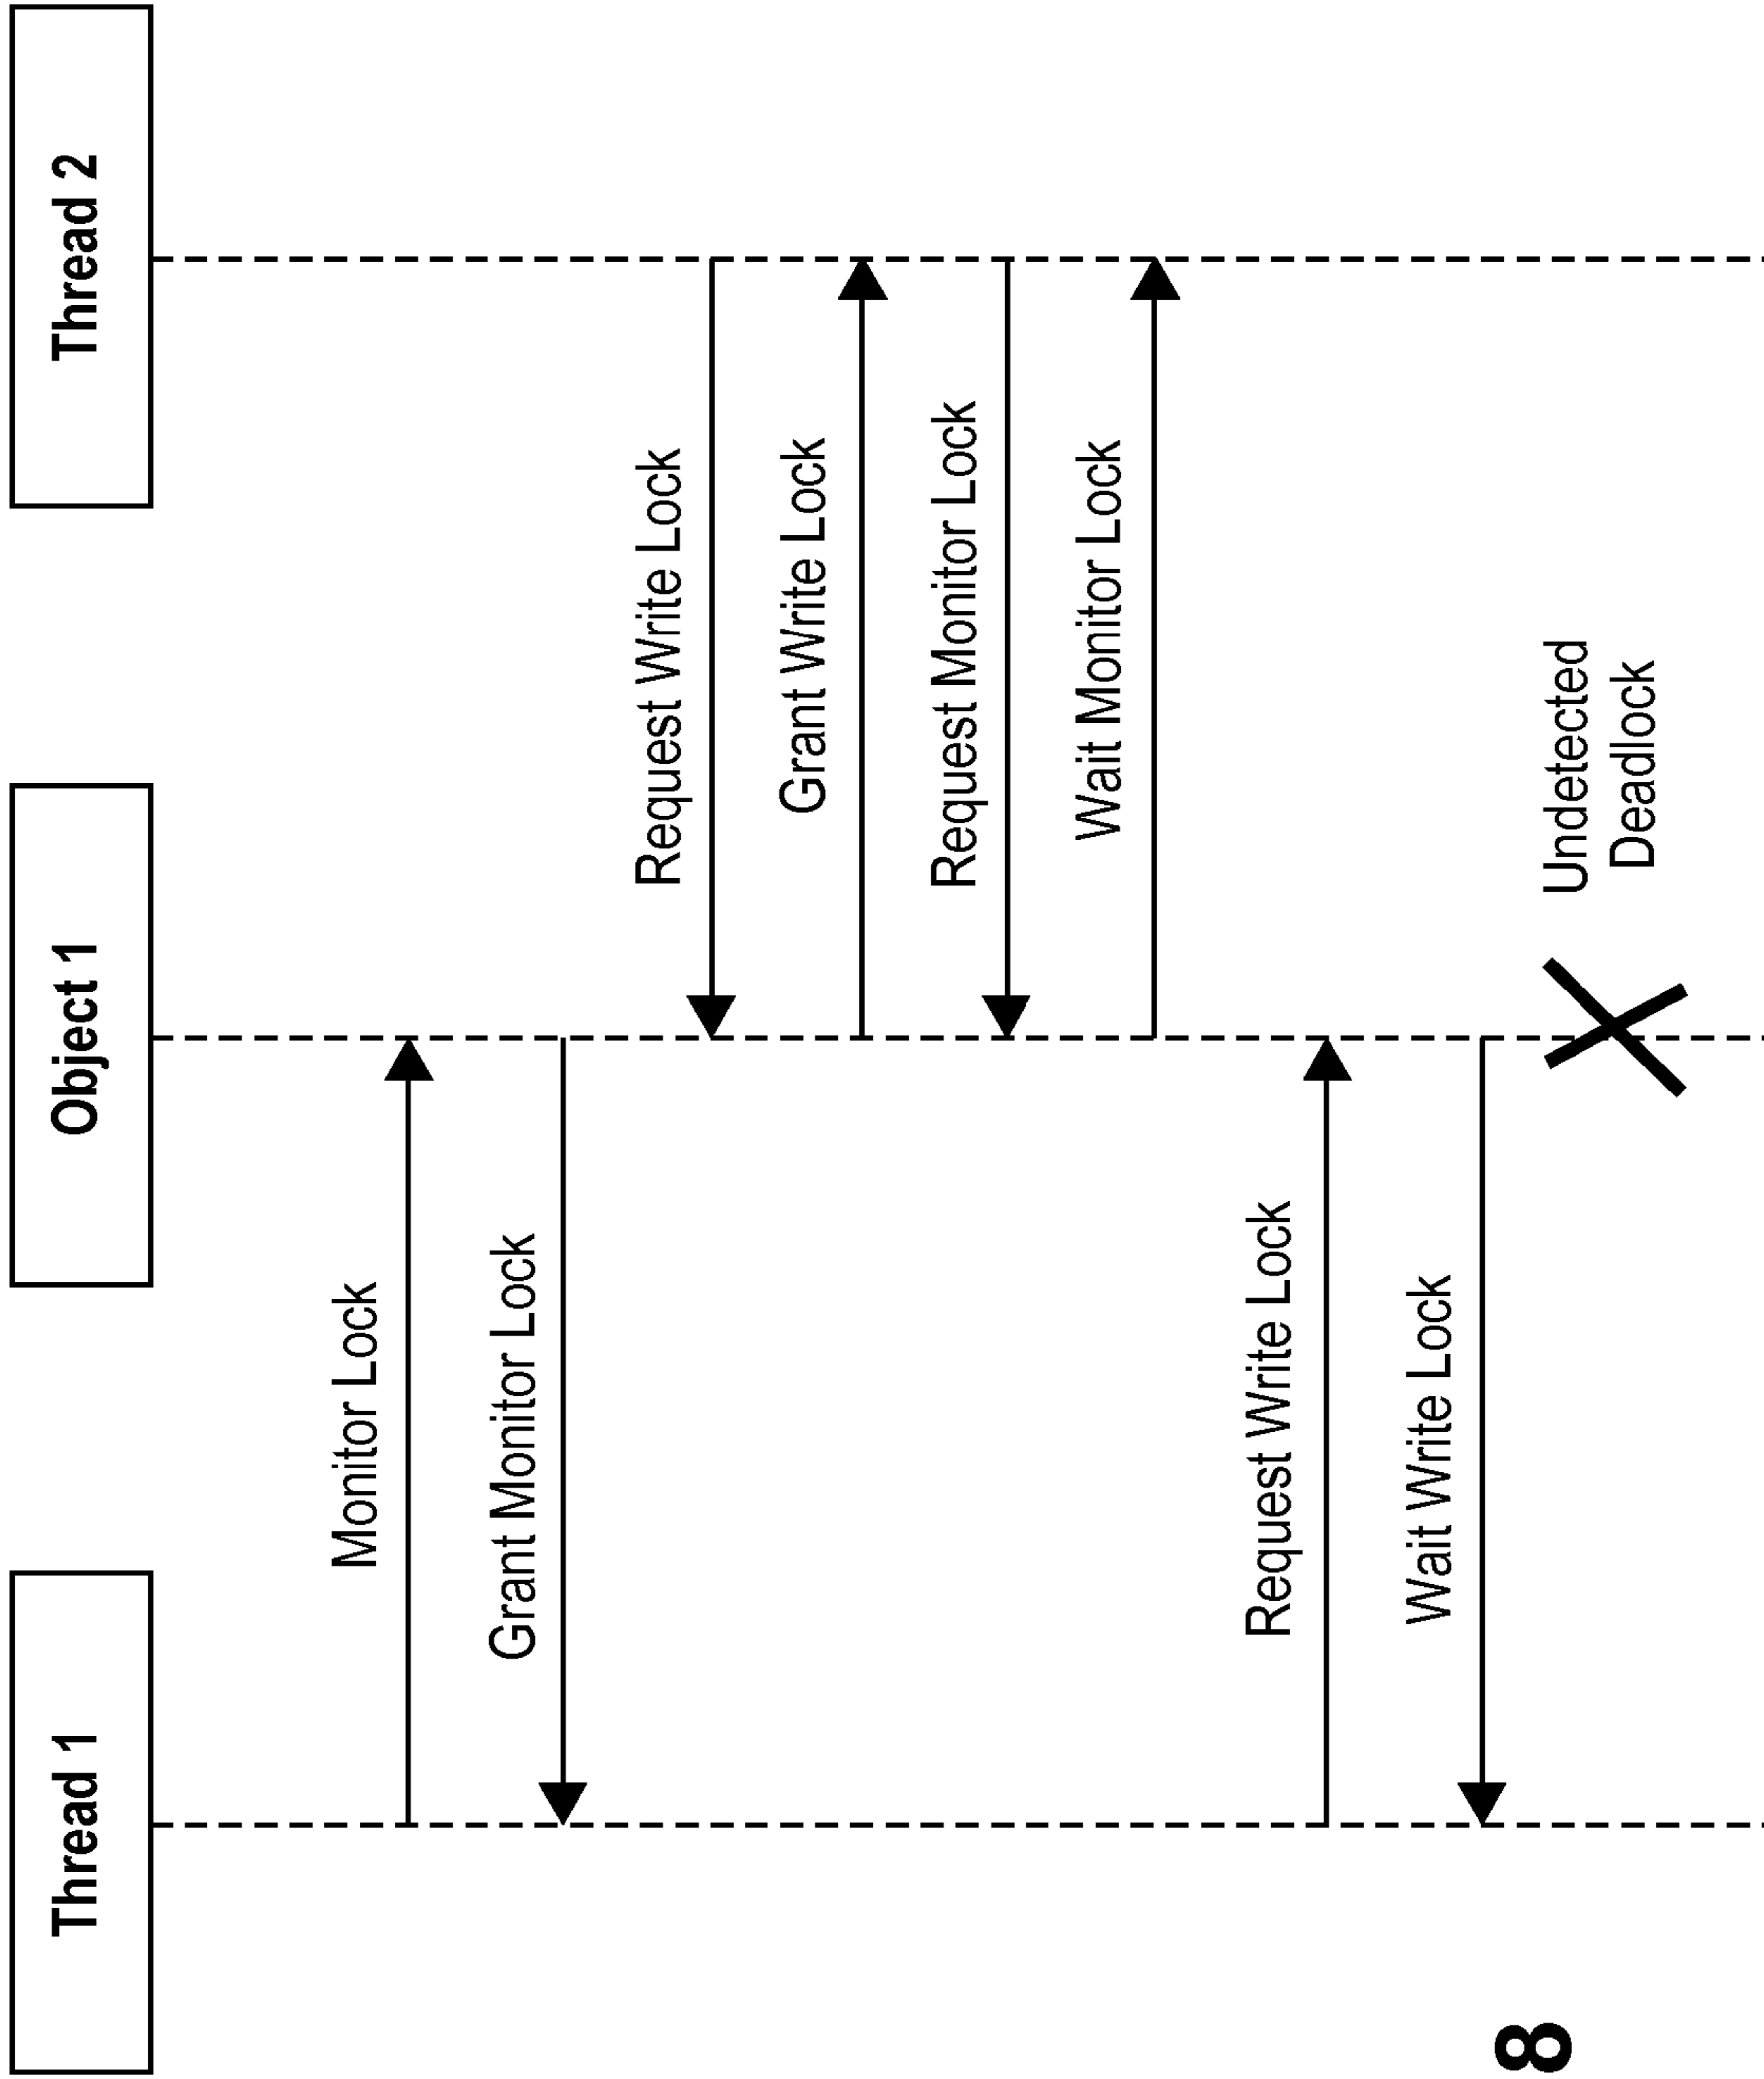 Thread 1
Object 1
Thread 2
Monitor Lock
Grant Monitor Lock
Request Write Lock
Grant Write Lock
Request Monitor Lock
Wait Monitor Lock
Request Write Lock
Wait Write Lock
Undetected
Deadlock
8